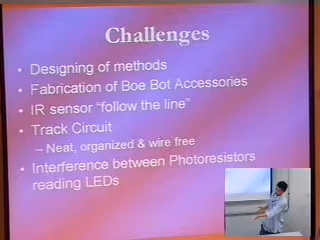 Challenges
• Designing of methods
• Fabrication of Boe Bot Accessories
• IR sensor "follow the line"
• Track Circuit
– Neat, organized & wire free
• Interference between Photoresistors
reading LEDs